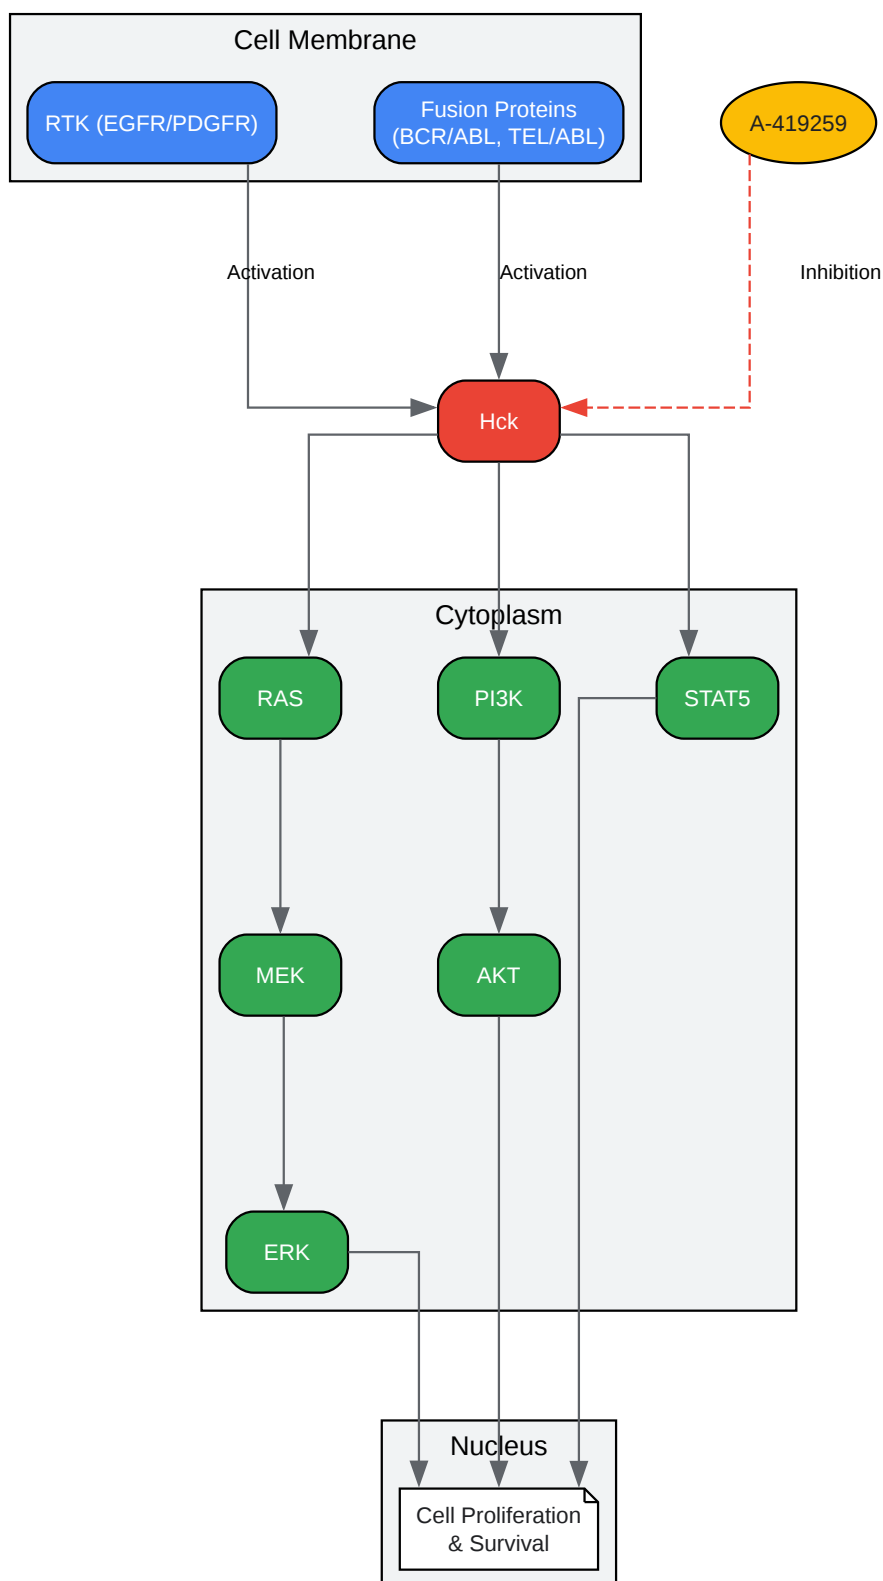 Cell Membrane
RTK (EGFR/PDGFR)
Fusion Proteins
(BCR/ABL, TEL/ABL)
A-419259
Activation
Activation
Inhibition
Hck
Cytoplasm
RAS
PI3K
STAT5
MEK
AKT
ERK
Nucleus
Cell Proliferation
& Survival